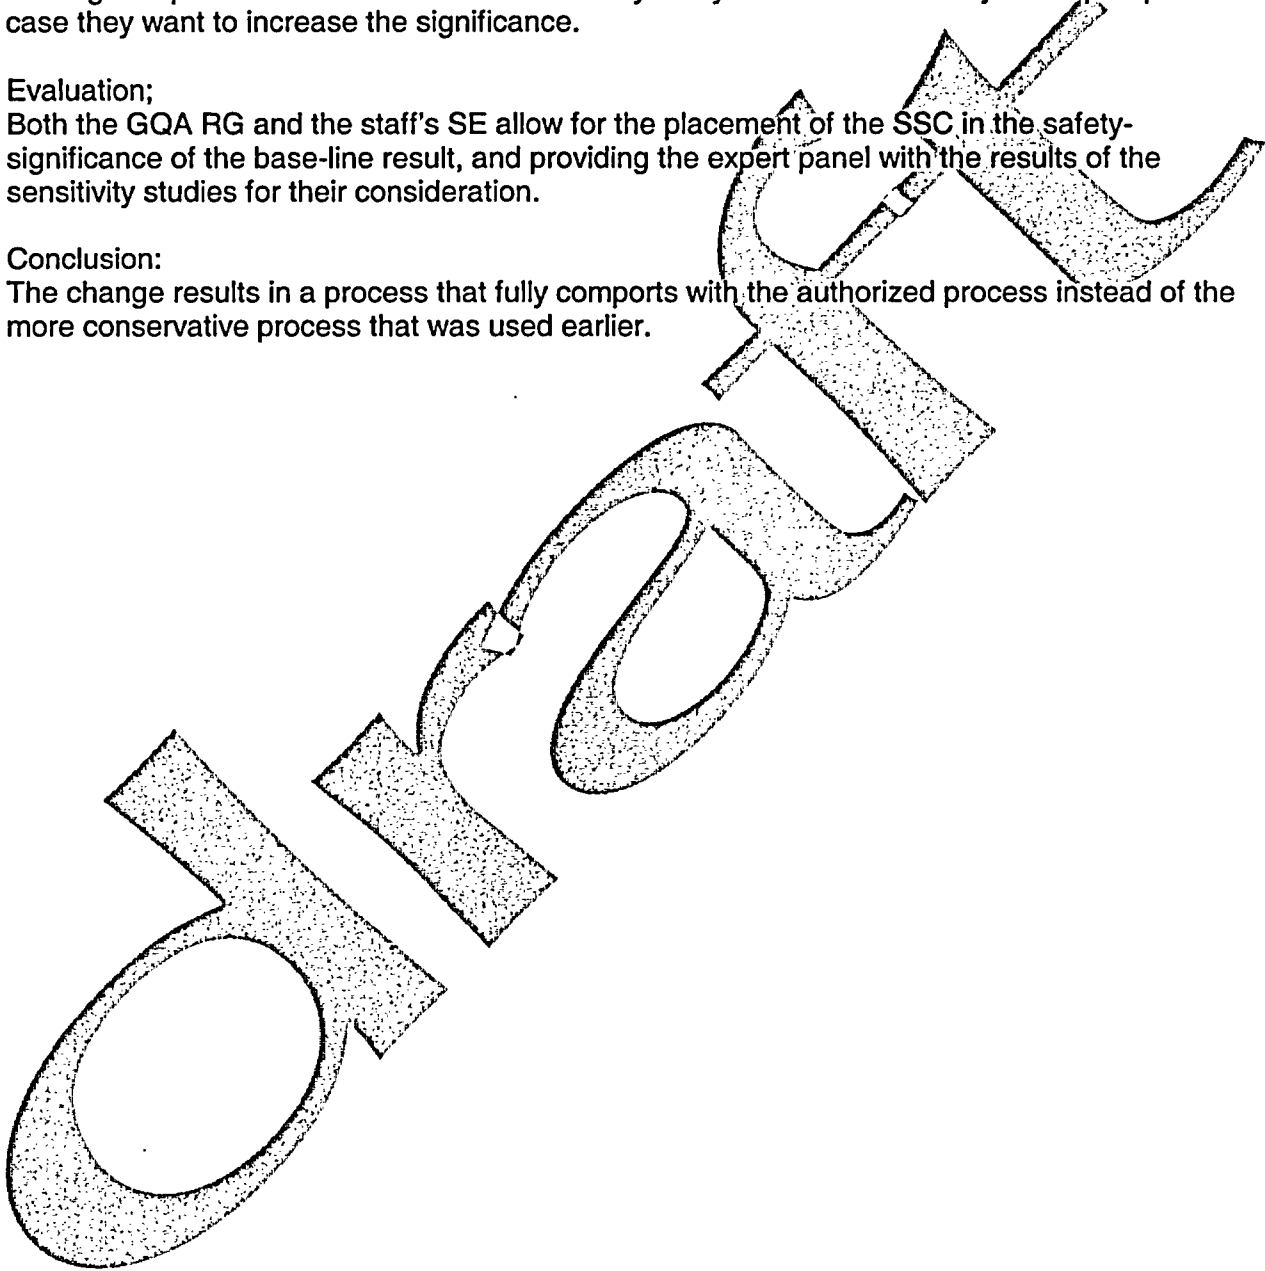 case they want to increase the significance.
Evaluation;
Both the GQA RG and the staff's SE allow for the placement of the SSC in the safety-
significance of the base-line result, and providing the expert panel with the results of the
sensitivity studies for their consideration.
Conclusion:
The change results in a process that fully comports with the authorized process instead of the
more conservative process that was used earlier.
draft